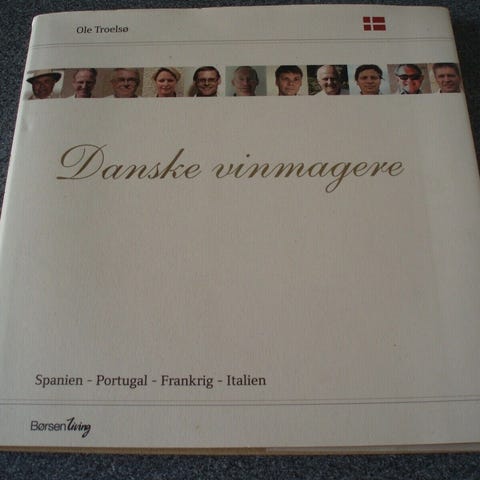 Ole Troelsø
Danske vinmagere
Spanien - Portugal - Frankrig - Italien
Børsen Living